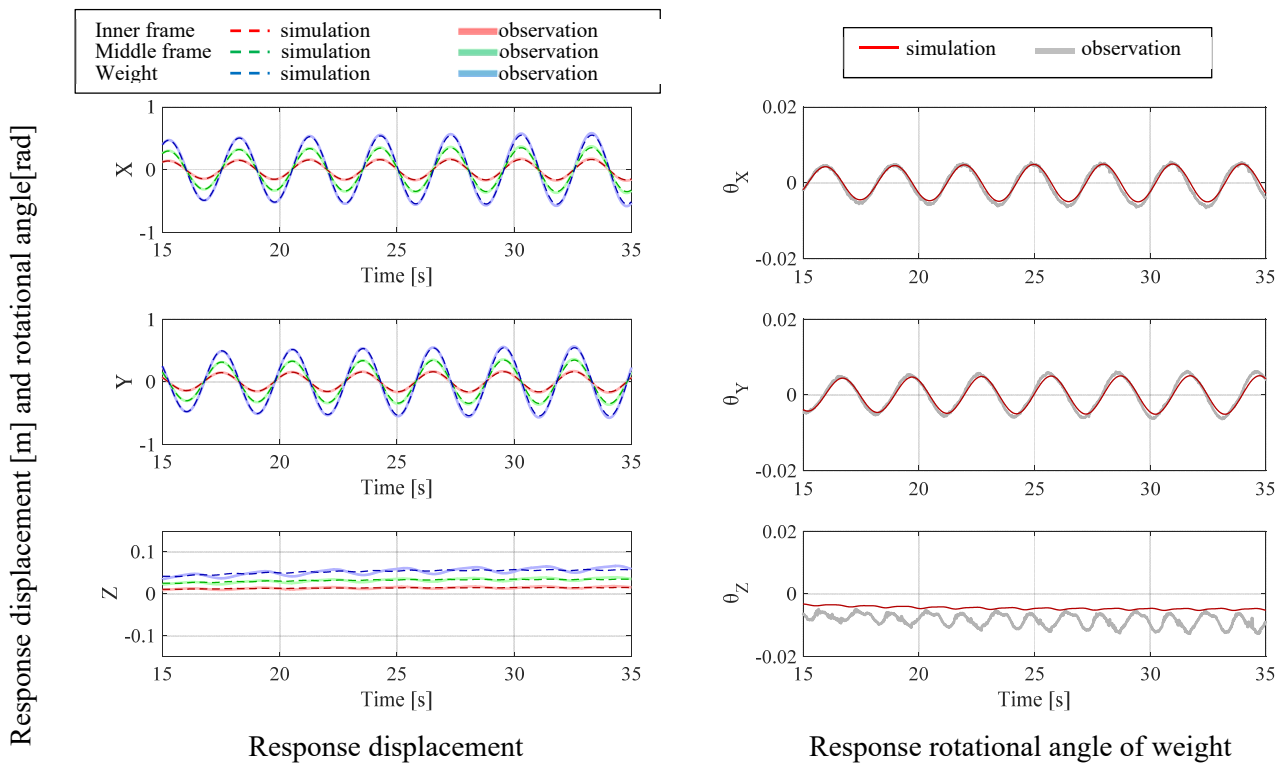 Inner frame simulation observation
Middle frame simulation observation
Weight simulation observation
simulation observation
Response displacement [m] and rotational angle[rad]
1
X
0
-1
15 20 25 30 35
Time [s]
0.02
θX
0
-0.02
15 20 25 30 35
1
Y
0
-1
15 20 25 30 35
Time [s]
0.02
θY
0
-0.02
15 20 25 30 35
0.1
Z
0
-0.1
15 20 25 30 35
Time [s]
0.02
θZ
0
-0.02
15 20 25 30 35
Time [s]
Response displacement
Response rotational angle of weight